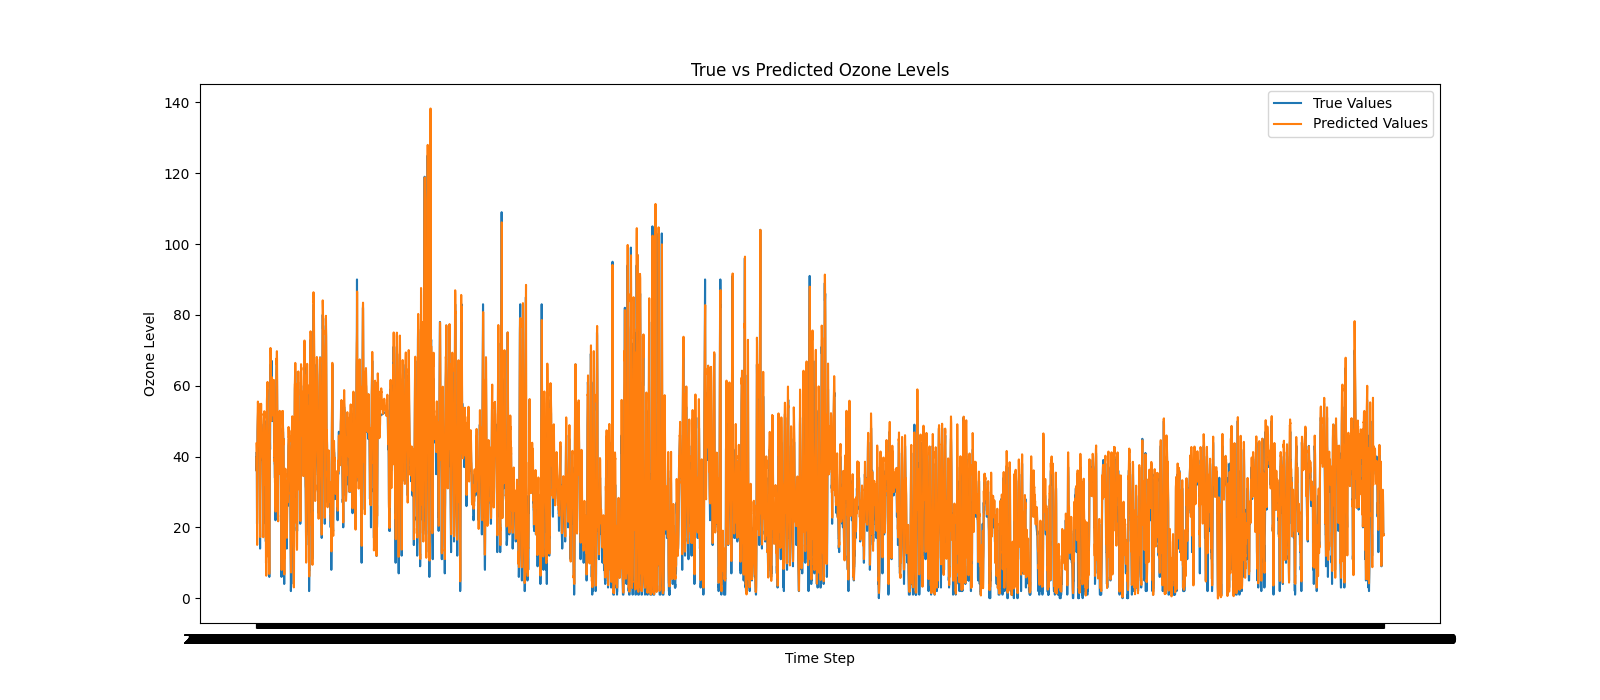 True vs Predicted Ozone Levels
True Values
Predicted Values
140
120
100
80
60
40
20
0
Ozone Level
Time Step